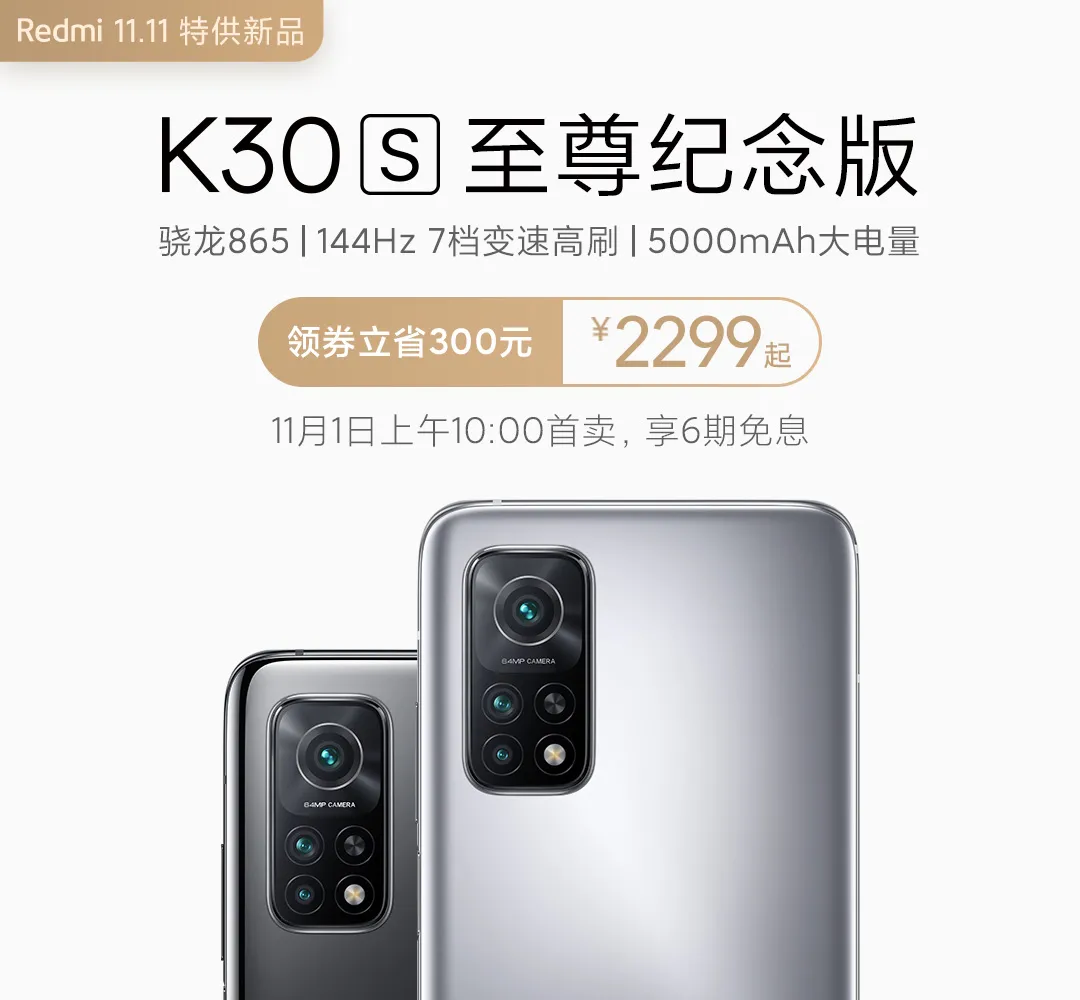 Redmi 11.11 特供新品
K30 S 至尊纪念版
骁龙865 | 144Hz 7档变速高刷 | 5000mAh大电量
领券立省300元 ¥2299起
11月1日上午10:00首卖，享6期免息
64MP CAMERA
64MP CAMERA